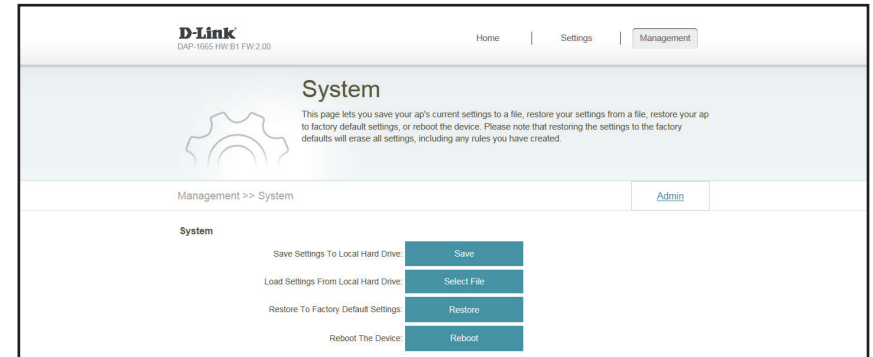 D-Link
DAP-1665 HW:B1 FW:2.00
Home | Settings | Management
System
This page lets you save your ap's current settings to a file, restore your settings from a file, restore your ap
to factory default settings, or reboot the device. Please note that restoring the settings to the factory
defaults will erase all settings, including any rules you have created.
Management >> System
Admin
System
Save Settings To Local Hard Drive: Save
Load Settings From Local Hard Drive: Select File
Restore To Factory Default Settings: Restore
Reboot The Device: Reboot